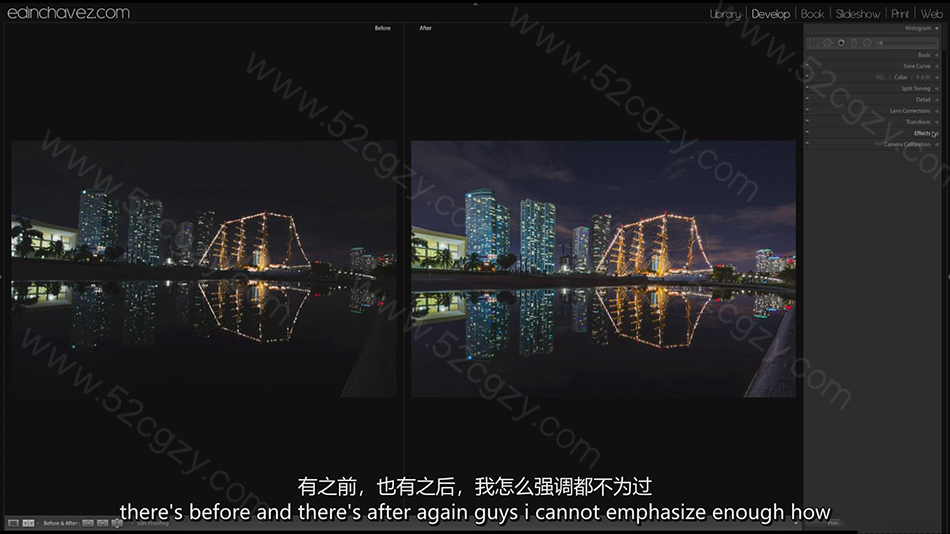 edinchavez.com
Library | Develop | Book | Slideshow | Print | Web
Before
After
Histogram
Basic
Tone Curve
HSL / Color / B & W
Split Toning
Detail
Lens Corrections
Transform
Effects
Camera Calibration
www.52cgzy.com
www.52cgzy.com
www.52cgzy.com
www.52cgzy.com
www.52cgzy.com
www.52cgzy.com
有之前，也有之后，我怎么强调都不为过
there's before and there's after again guys i cannot emphasize enough how
Before & After :
Soft Proofing